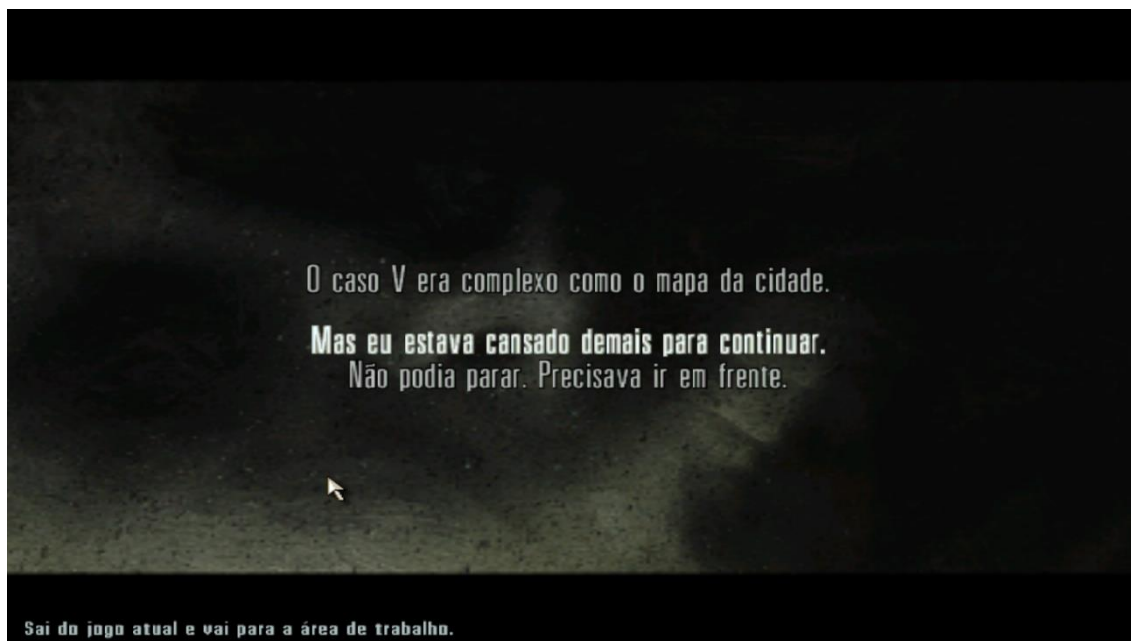 O caso V era complexo como o mapa da cidade.
Mas eu estava cansado demais para continuar.
Não podia parar. Precisava ir em frente.
Sai do jogo atual e vai para a área de trabalho.